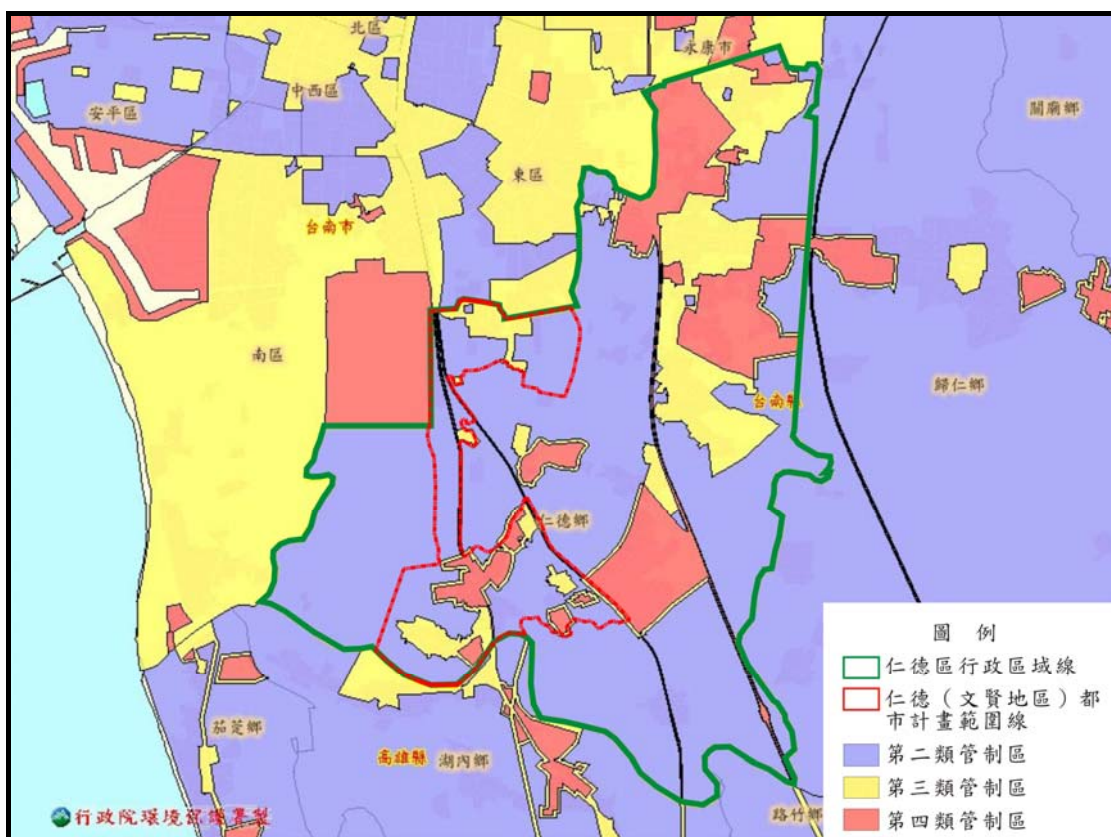 北區
永康市
中西區
安平區
關廟鄉
東區
台南市
南區
歸仁鄉
台南縣
仁德鄉
圖 例
仁德區行政區域線
仁德（文賢地區）都
市計畫範圍線
茄萣鄉
第二類管制區
高雄縣 湖內鄉
第三類管制區
行政院環境保護署製
路竹鄉
第四類管制區